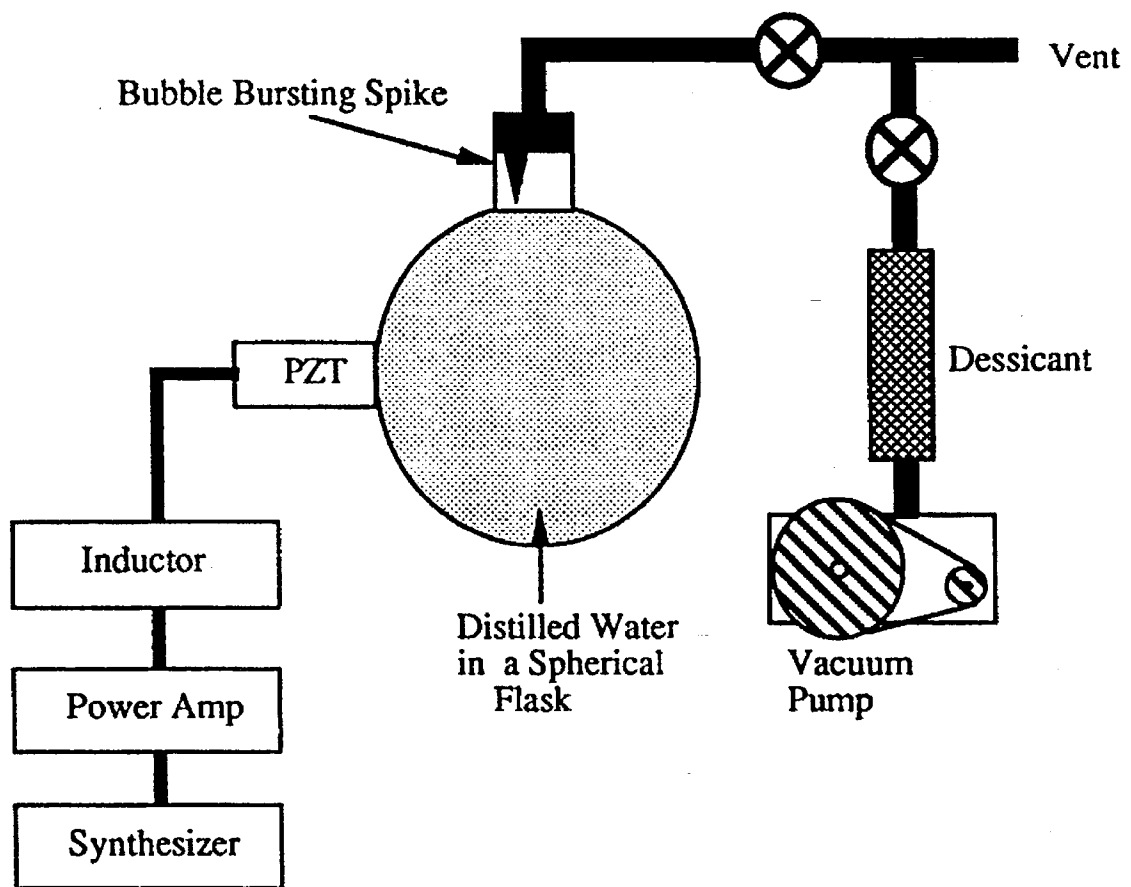 Vent
Bubble Bursting Spike
PZT
Dessicant
Inductor
Distilled Water
in a Spherical
Flask
Vacuum
Pump
Power Amp
Synthesizer